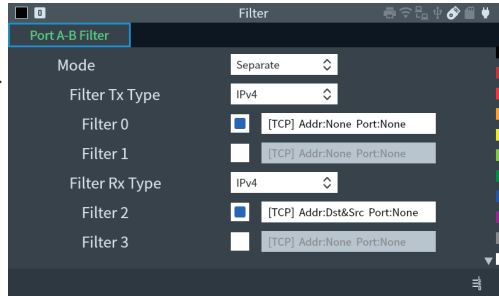 0 Filter
Port A-B Filter
Mode Separate
Filter Tx Type IPv4
Filter 0 [TCP] Addr:None Port:None
Filter 1 [TCP] Addr:None Port:None
Filter Rx Type IPv4
Filter 2 [TCP] Addr:Dst&Src Port:None
Filter 3 [TCP] Addr:None Port:None